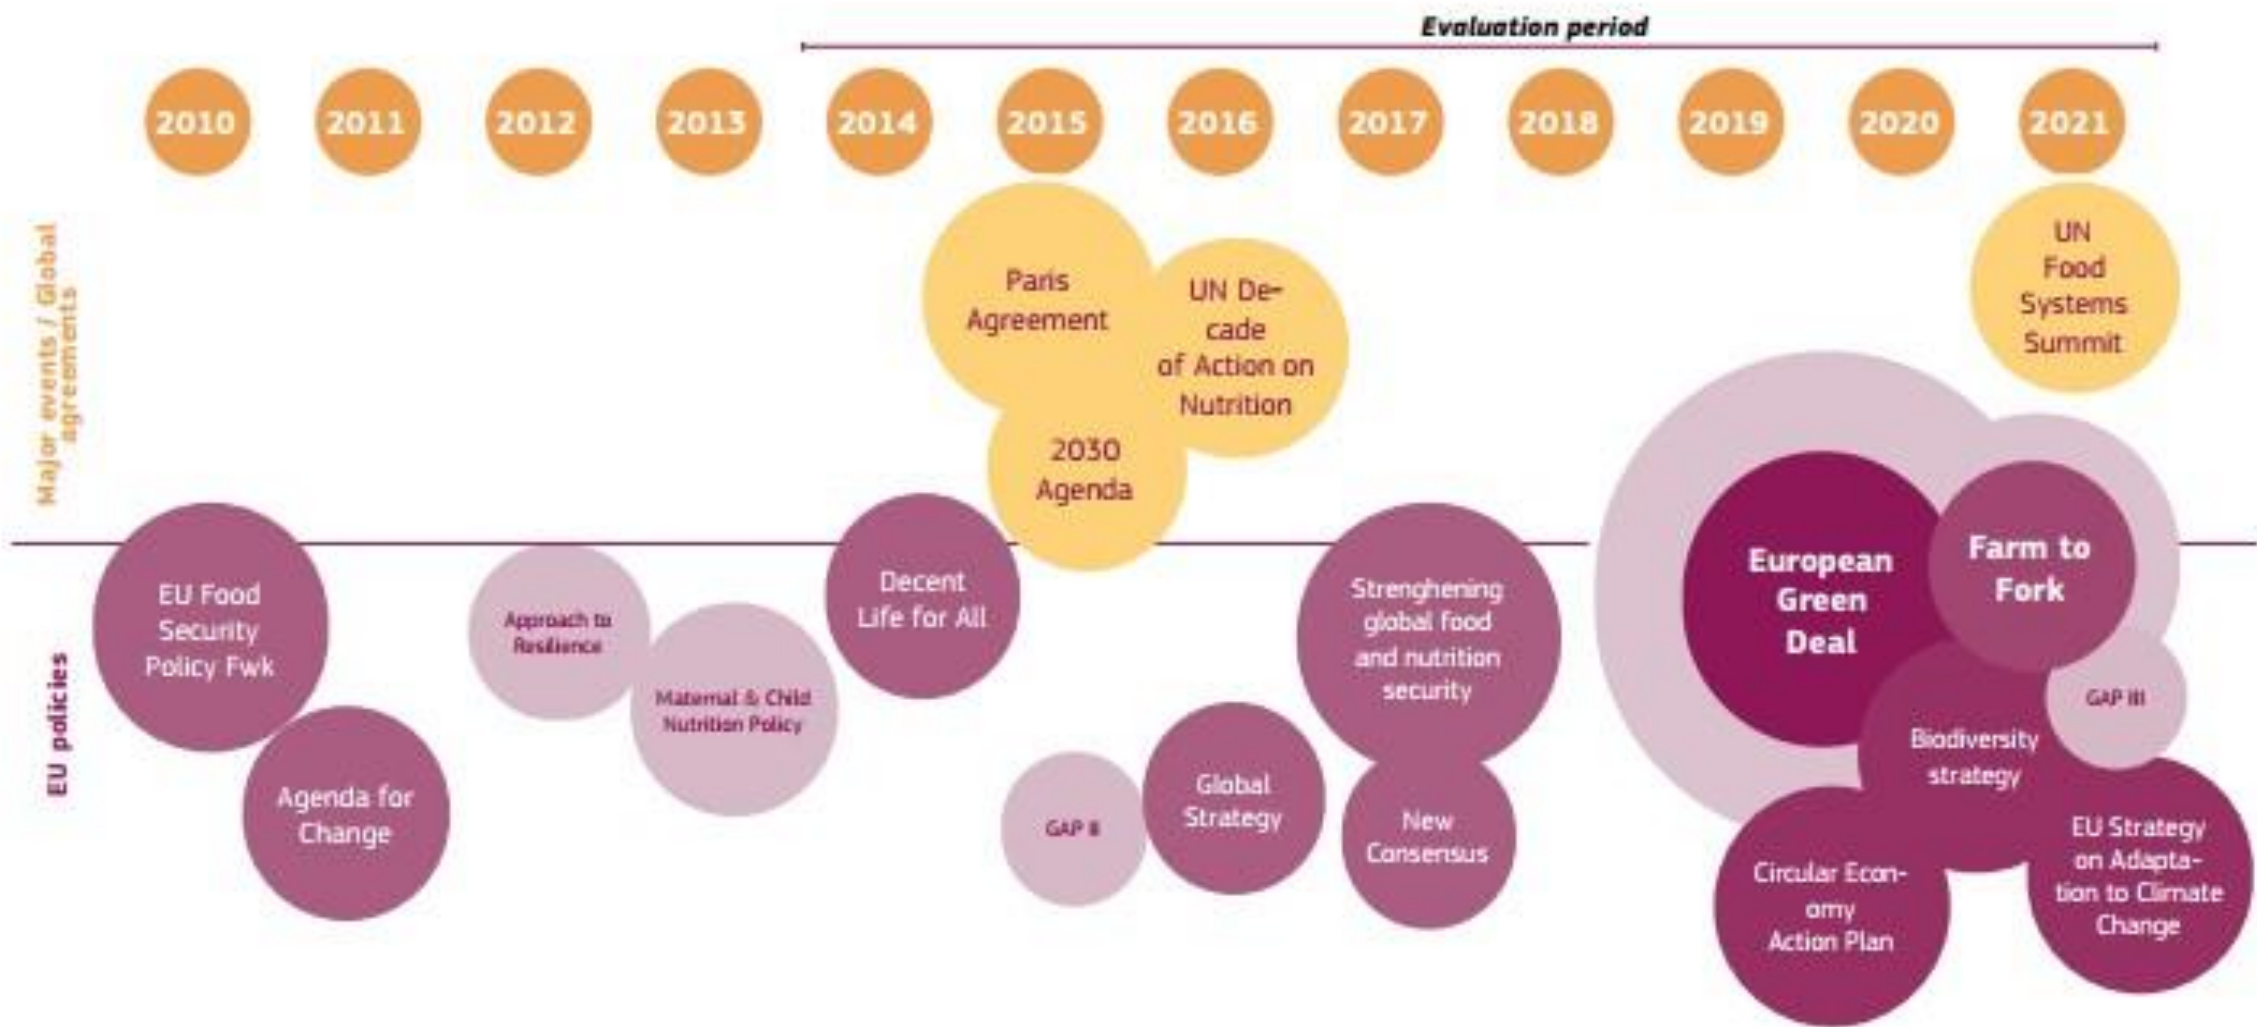 Evaluation period
2010
2011
2012
2013
2014
2015
2016
2017
2018
2019
2020
2021
Major events / Global
agreements
Paris
Agreement
UN De-
cade
of Action on
Nutrition
2030
Agenda
UN
Food
Systems
Summit
EU policies
EU Food
Security
Policy Fwk
Agenda for
Change
Approach to
Resilience
Maternal & Child
Nutrition Policy
Decent
Life for All
GAP II
Global
Strategy
Strenghening
global food
and nutrition
security
New
Consensus
European
Green
Deal
Farm to
Fork
GAP III
Biodiversity
strategy
Circular Econ-
omy
Action Plan
EU Strategy
on Adapta-
tion to Climate
Change